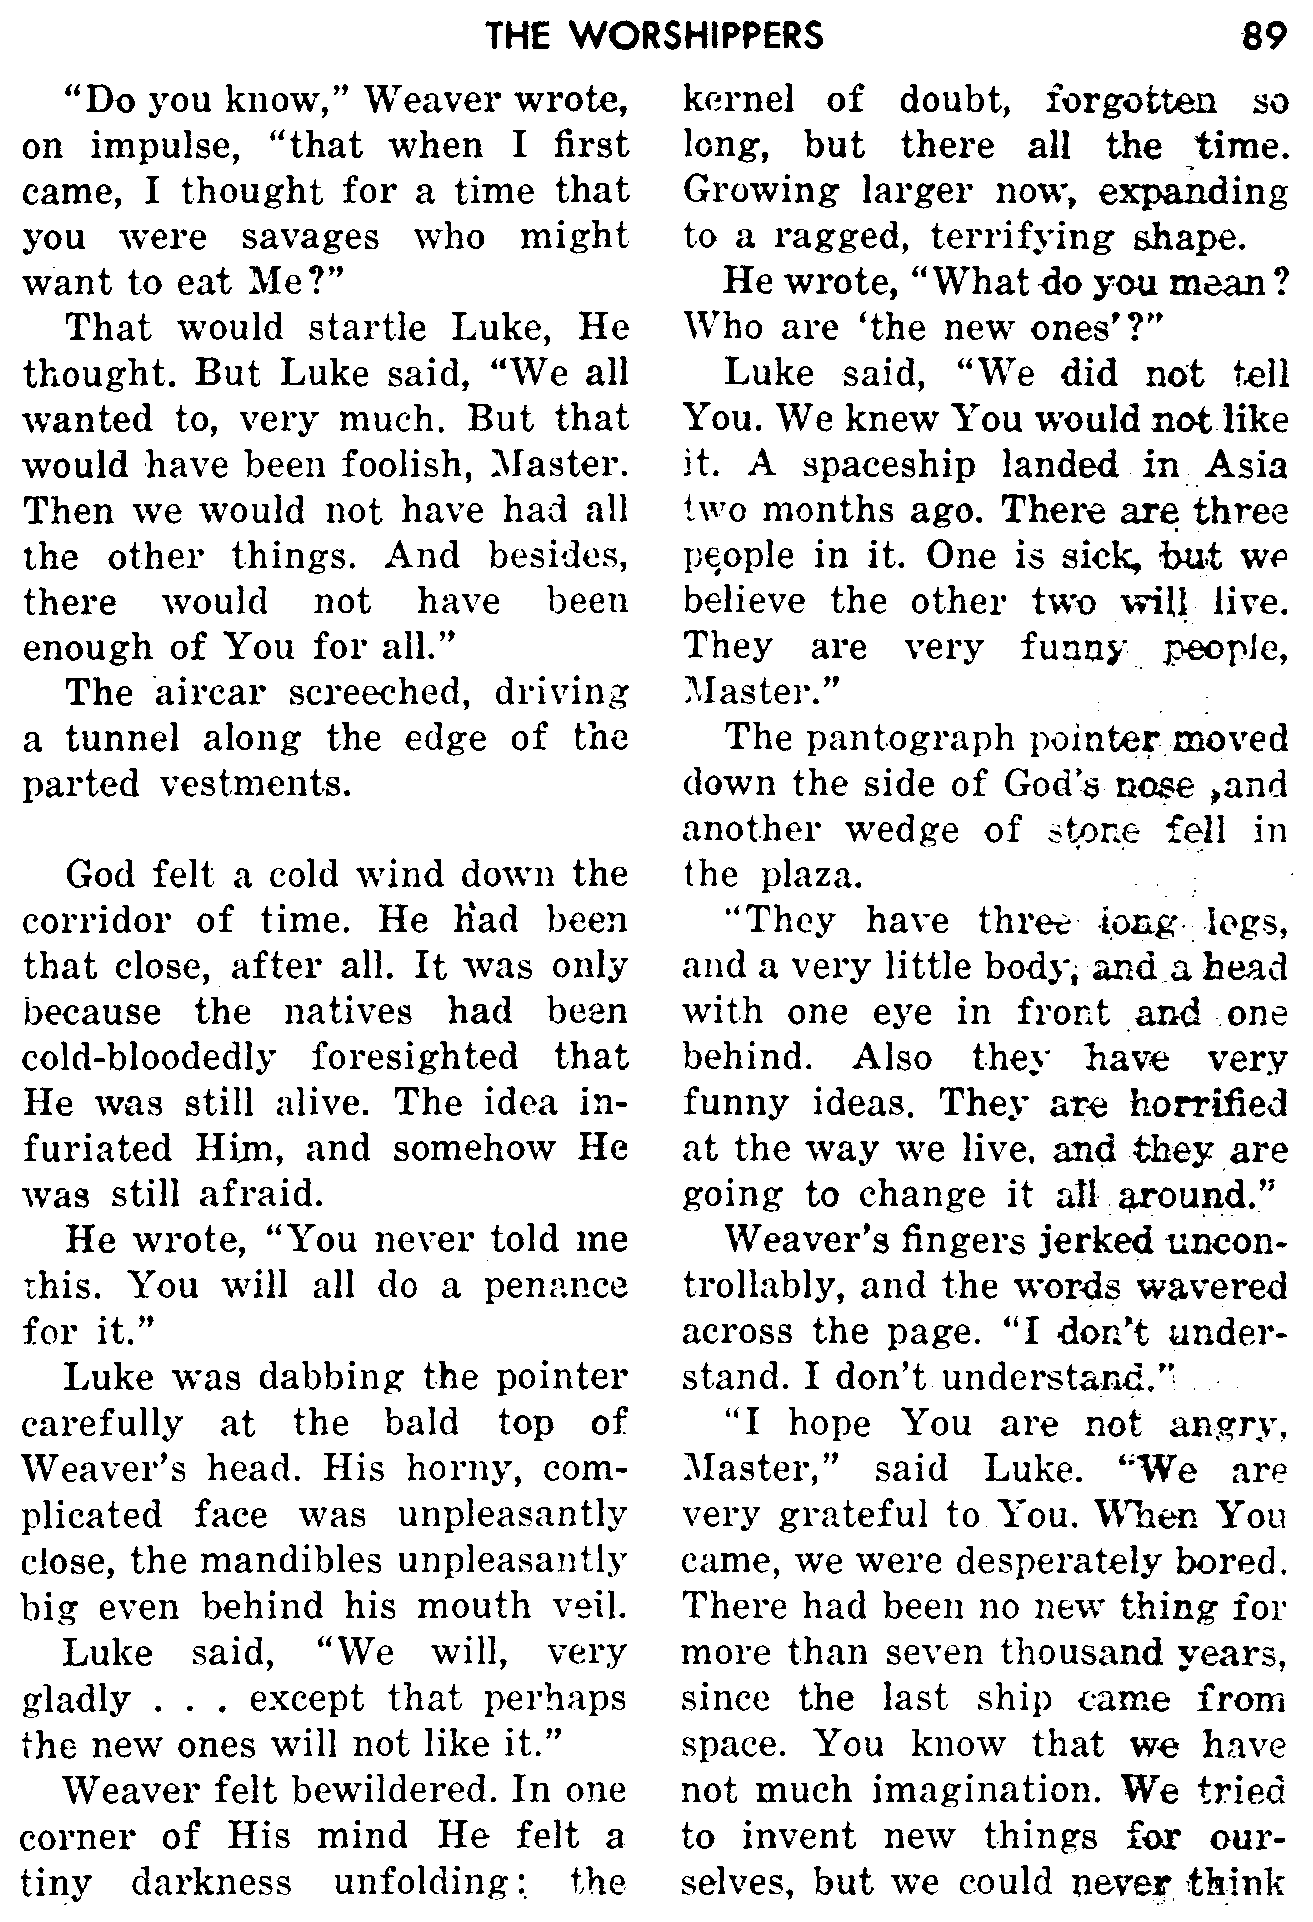 THE WORSHIPPERS 89
“Do you know,” Weaver wrote,
on impulse, “that when I first
came, I thought for a time that
you were savages who might
want to eat Me?”
That would startle Luke, He
thought. But Luke said, “We all
wanted to, very much. But that
would have been foolish, Master.
Then we would not have had all
the other things. And besides,
there would not have been
enough of You for all.”
The aircar screeched, driving
a tunnel along the edge of the
parted vestments.
God felt a cold wind down the
corridor of time. He had been
that close, after all. It was only
because the natives had been
cold-bloodedly foresighted that
He was still alive. The idea in-
furiated Him, and somehow He
was still afraid.
He wrote, “You never told me
this. You will all do a penance
for it.”
Luke was dabbing the pointer
carefully at the bald top of
Weaver’s head. His horny, com-
plicated face was unpleasantly
close, the mandibles unpleasantly
big even behind his mouth veil.
Luke said, “We will, very
gladly . . . except that perhaps
the new ones will not like it.”
Weaver felt bewildered. In one
corner of His mind He felt a
tiny darkness unfolding: the
kernel of doubt, forgotten so
long, but there all the time.
Growing larger now, expanding
to a ragged, terrifying shape.
He wrote, “What do you mean?
Who are ‘the new ones’?”
Luke said, “We did not tell
You. We knew You would not like
it. A spaceship landed in Asia
two months ago. There are three
people in it. One is sick, but we
believe the other two will live.
They are very funny people,
Master.”
The pantograph pointer moved
down the side of God’s nose ,and
another wedge of stone fell in
the plaza.
“They have three long legs,
and a very little body, and a head
with one eye in front and one
behind. Also they have very
funny ideas. They are horrified
at the way we live, and they are
going to change it all around.”
Weaver’s fingers jerked uncon-
trollably, and the words wavered
across the page. “I don’t under-
stand. I don’t understand.”
“I hope You are not angry,
Master,” said Luke. “We are
very grateful to You. When You
came, we were desperately bored.
There had been no new thing for
more than seven thousand years,
since the last ship came from
space. You know that we have
not much imagination. We tried
to invent new things for our-
selves, but we could never think